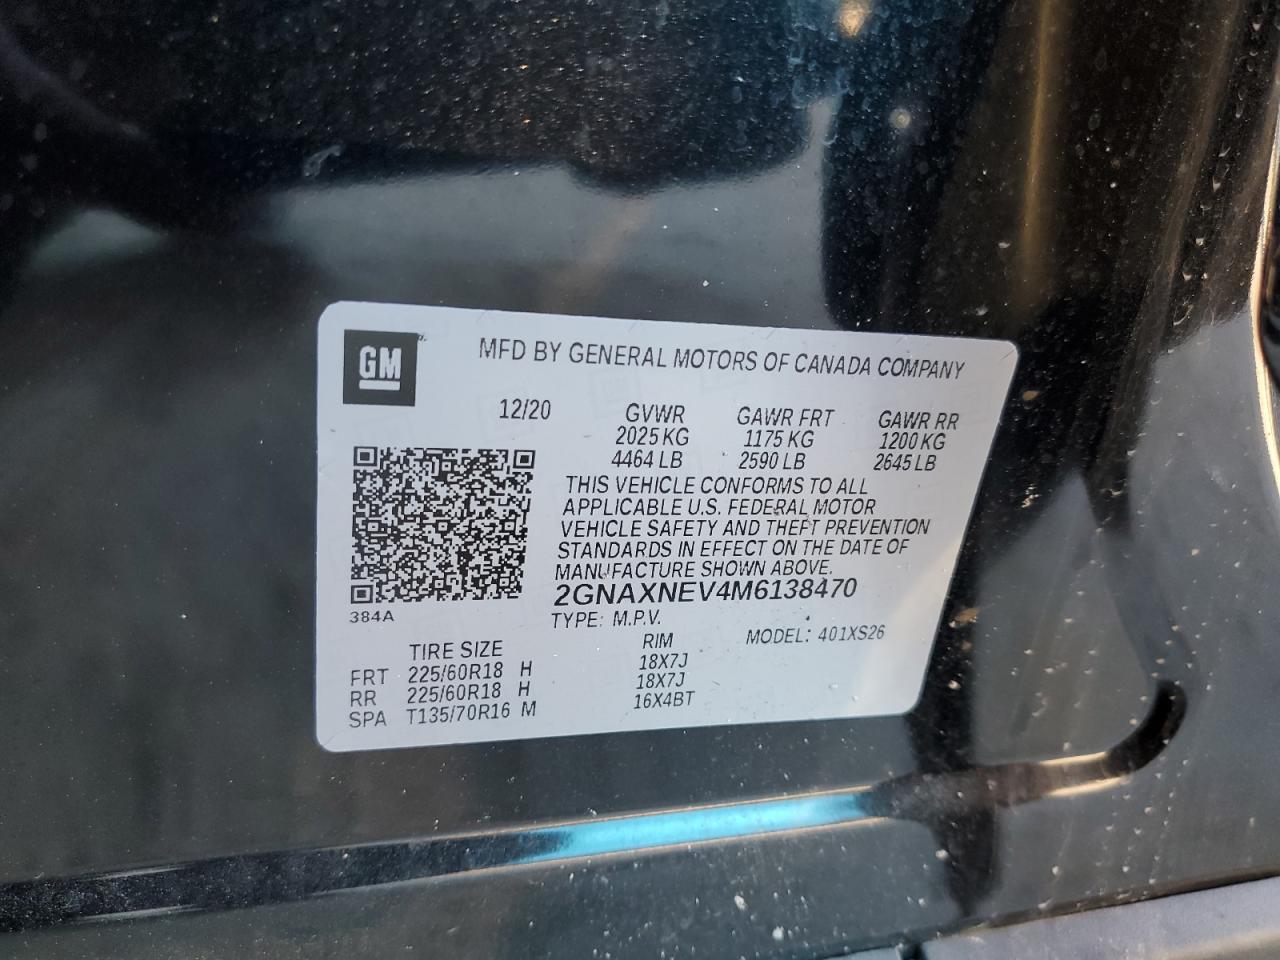 GM
MFD BY GENERAL MOTORS OF CANADA COMPANY
12/20 GVWR GAWR FRT GAWR RR
2025 KG 1175 KG 1200 KG
4464 LB 2590 LB 2645 LB
THIS VEHICLE CONFORMS TO ALL
APPLICABLE U.S. FEDERAL MOTOR
VEHICLE SAFETY AND THEFT PREVENTION
STANDARDS IN EFFECT ON THE DATE OF
MANUFACTURE SHOWN ABOVE.
2GNAXNEV4M6138470
384A
TYPE: M.P.V. MODEL: 401XS26
TIRE SIZE RIM
FRT 225/60R18 H 18X7J
RR 225/60R18 H 18X7J
SPA T135/70R16 M 16X4BT